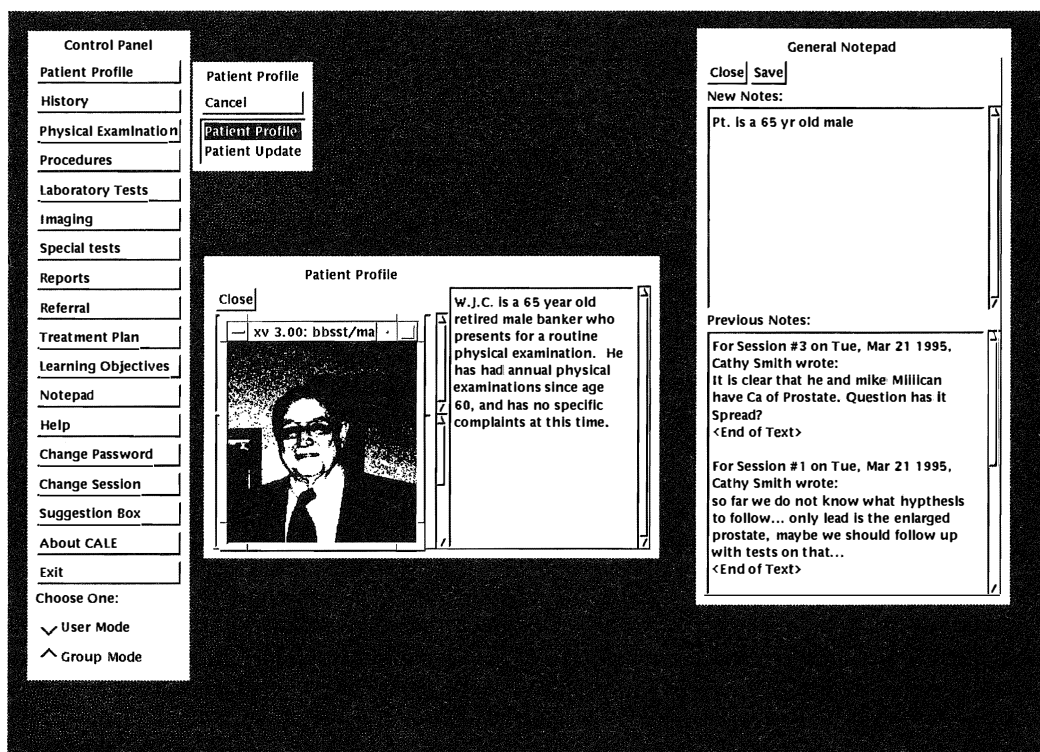 Control Panel
Patient Profile
History
Physical Examination
Procedures
Laboratory Tests
Imaging
Special tests
Reports
Referral
Treatment Plan
Learning Objectives
Notepad
Help
Change Password
Change Session
Suggestion Box
About CALE
Exit
Choose One:
User Mode
Group Mode
Patient Profile
Cancel
Patient Profile
Patient Update
Patient Profile
Close
xv 3.00: bbsst/ma
W.J.C. is a 65 year old
retired male banker who
presents for a routine
physical examination. He
has had annual physical
examinations since age
60, and has no specific
complaints at this time.
General Notepad
Close Save
New Notes:
Pt. is a 65 yr old male
Previous Notes:
For Session #3 on Tue, Mar 21 1995,
Cathy Smith wrote:
It is clear that he and mike Millican
have Ca of Prostate. Question has it
Spread?
<End of Text>
For Session #1 on Tue, Mar 21 1995,
Cathy Smith wrote:
so far we do not know what hypthesis
to follow... only lead is the enlarged
prostate, maybe we should follow up
with tests on that...
<End of Text>